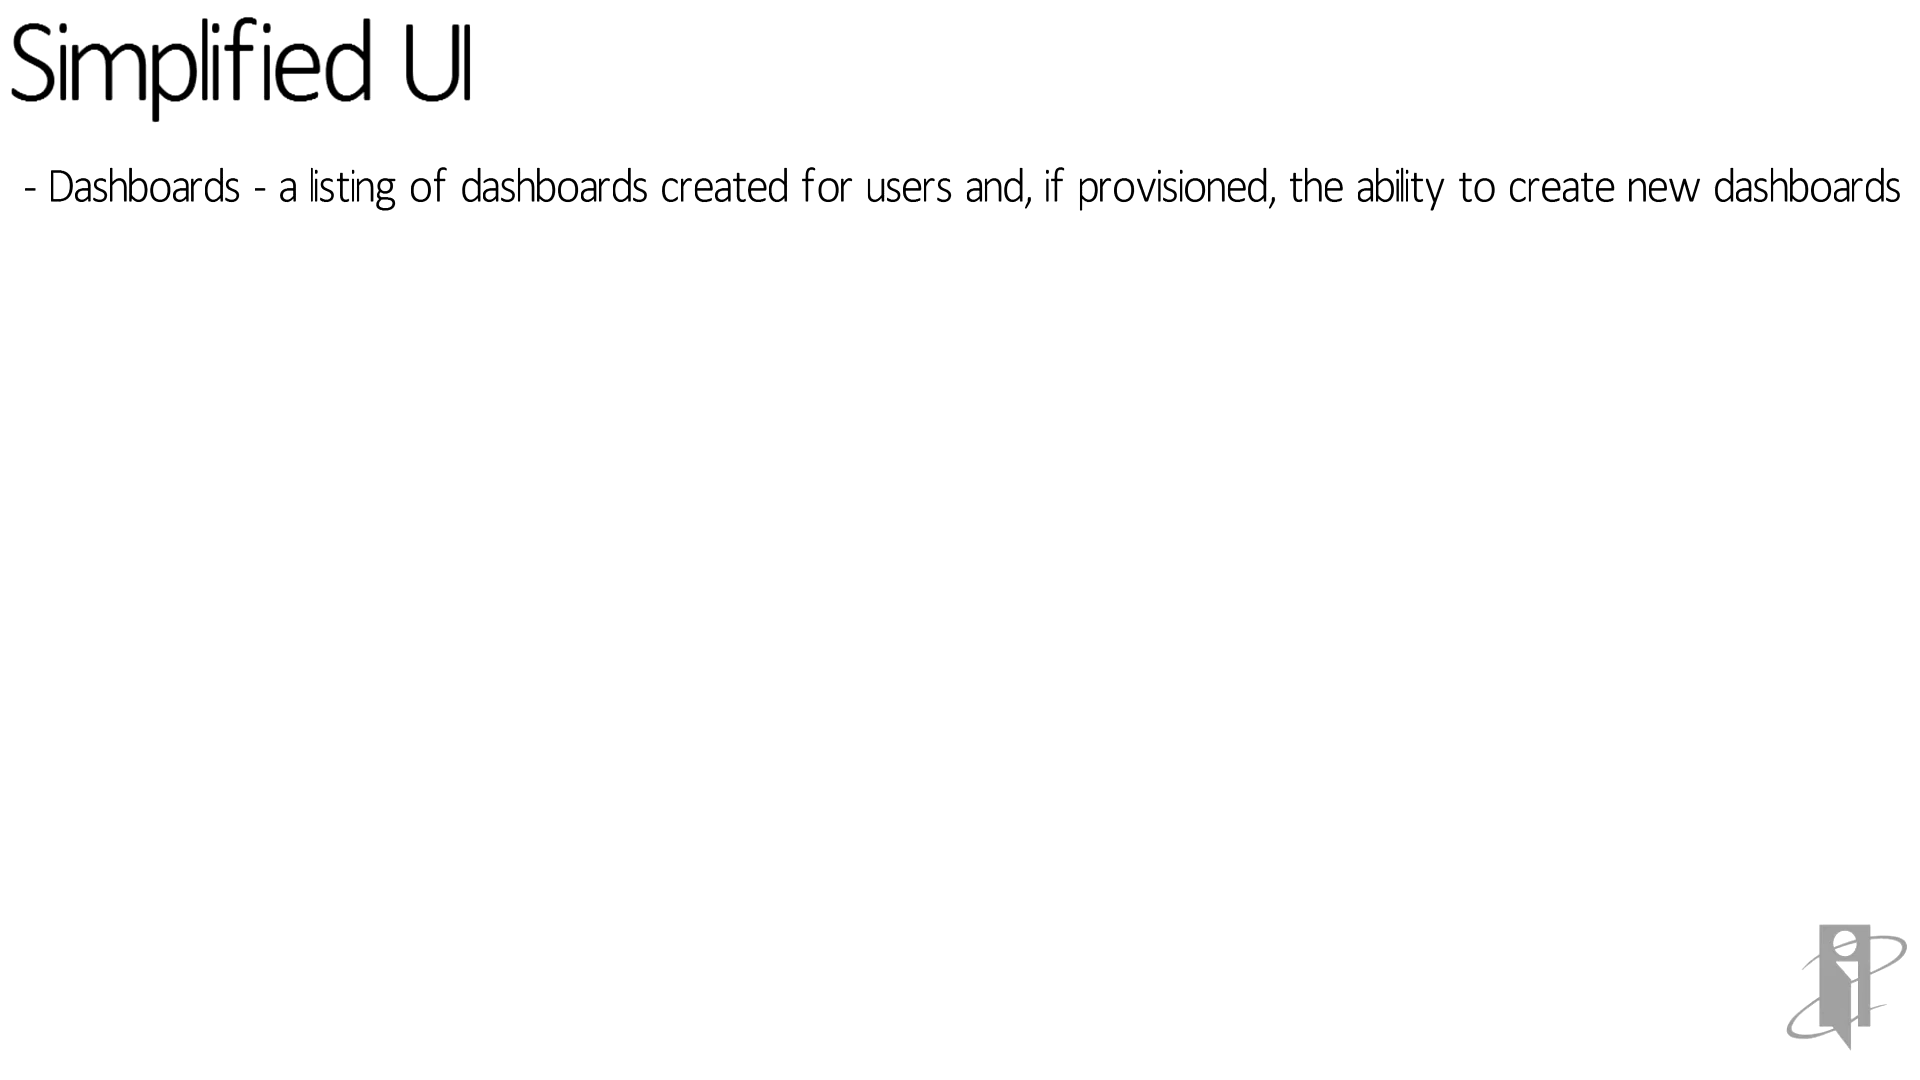 Simplified UI
- Dashboards - a listing of dashboards created for users and, if provisioned, the ability to create new dashboards